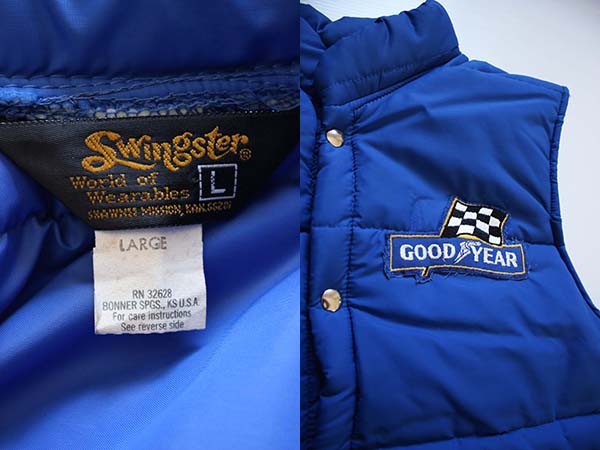 Swingster®
World of
Wearables
L
SHAWNEE MISSION, KAN. 66201
LARGE
RN 32628
BONNER SPGS., KS U.S.A.
For care instructions
See reverse side
GOOD YEAR